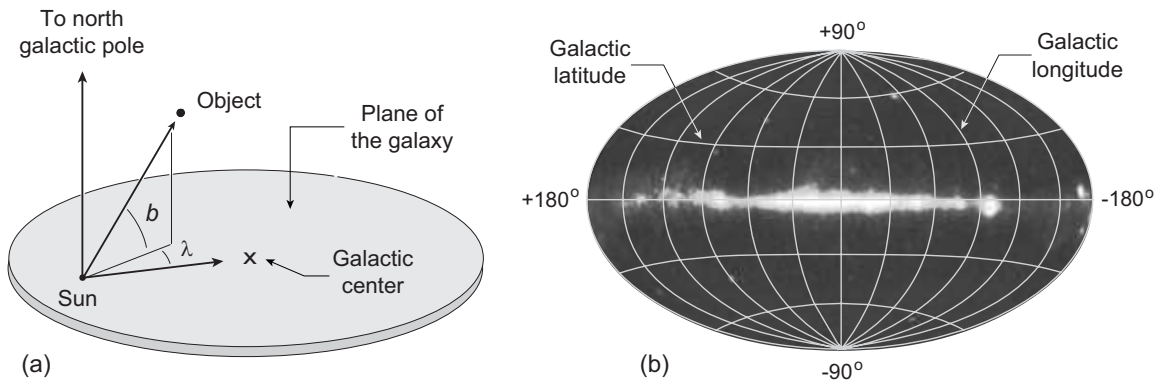 To north
galactic pole
Object
Plane of
the galaxy
b
λ
x
Galactic
center
Sun
(a)
+90°
Galactic
latitude
Galactic
longitude
+180°
-180°
-90°
(b)